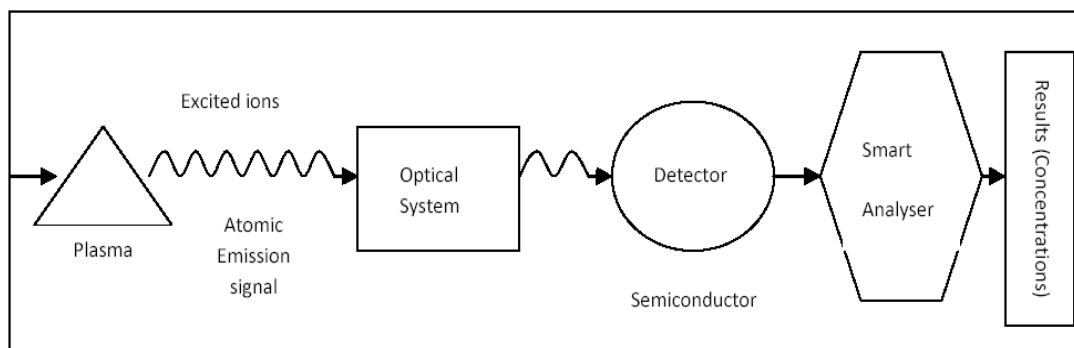 Excited ions
Plasma
Atomic
Emission
signal
Optical
System
Detector
Semiconductor
Smart
Analyser
Results (Concentrations)